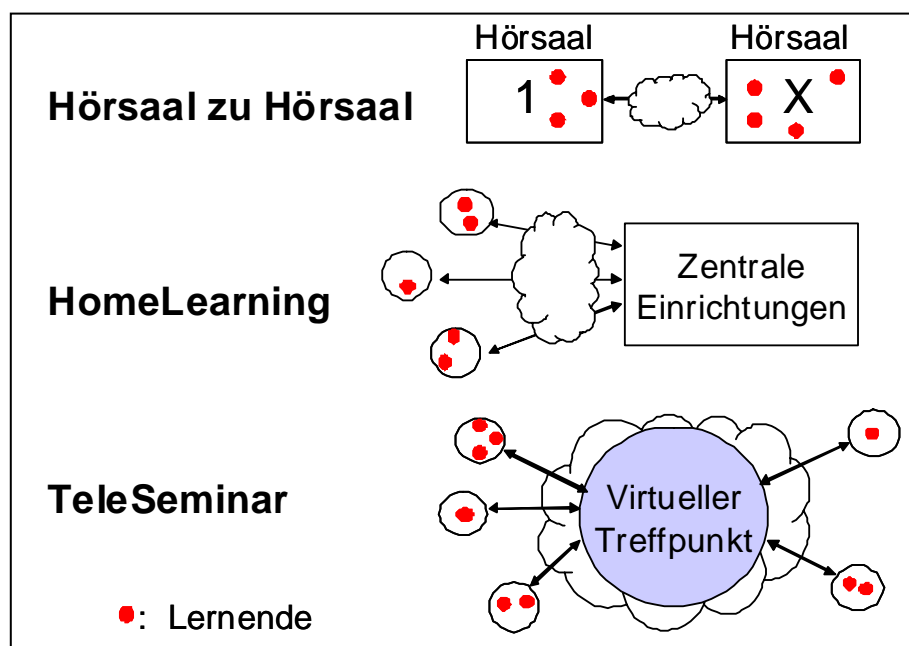 Hörsaal Hörsaal
Hörsaal zu Hörsaal
1 X
HomeLearning
Zentrale
Einrichtungen
TeleSeminar
Virtueller
Treffpunkt
: Lernende